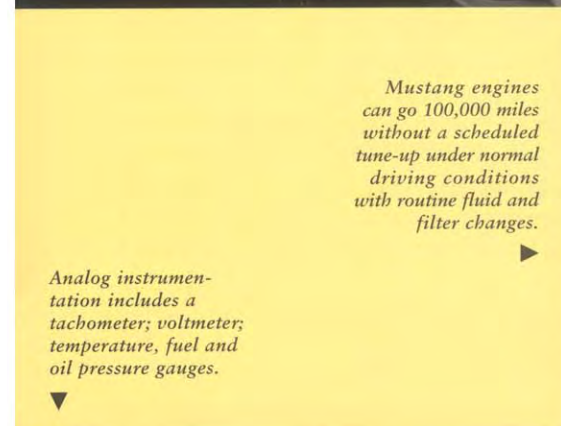 Mustang engines
can go 100,000 miles
without a scheduled
tune-up under normal
driving conditions
with routine fluid and
filter changes.
Analog instrumen-
tation includes a
tachometer; voltmeter;
temperature, fuel and
oil pressure gauges.